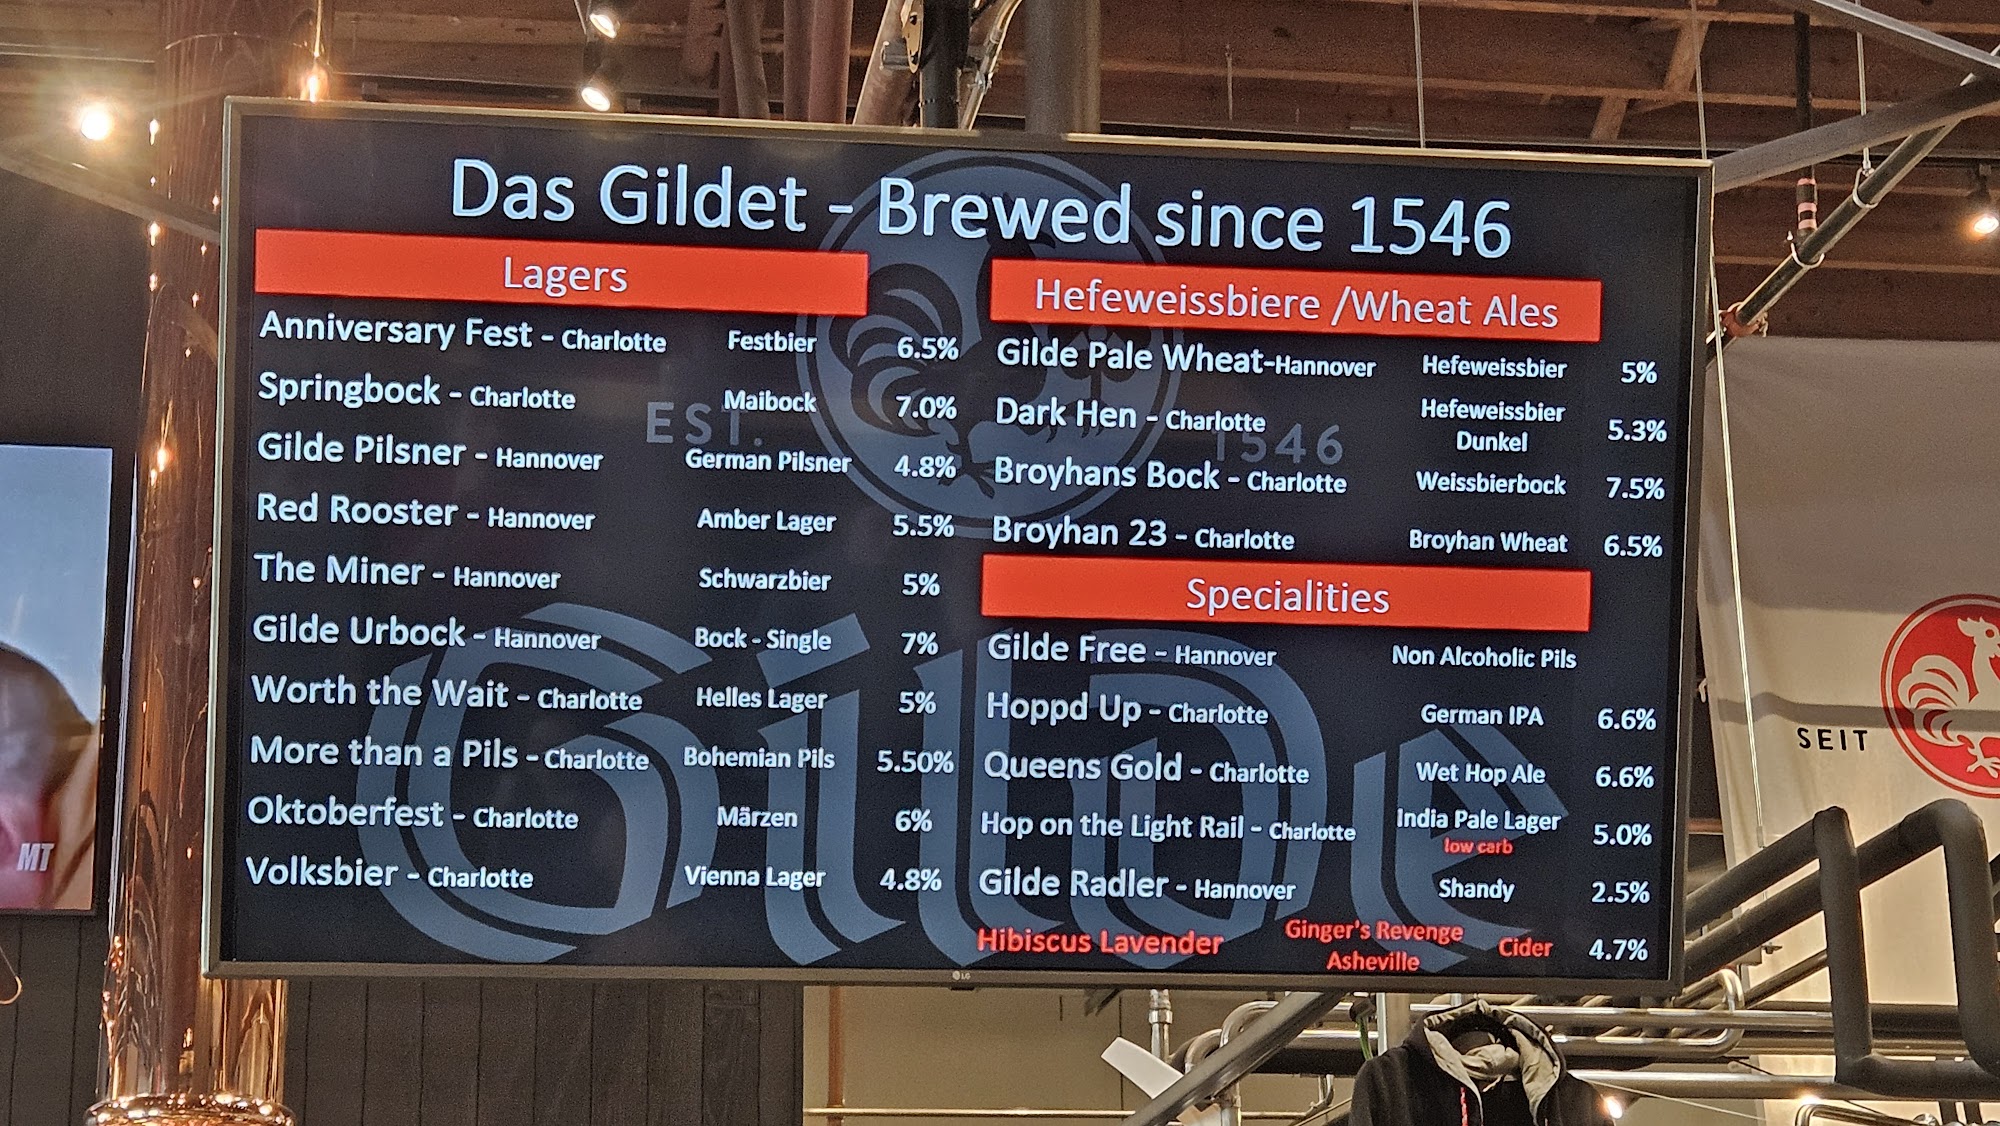 Das Gildet - Brewed since 1546
Lagers
Anniversary Fest - Charlotte Festbier 6.5%
Springbock - Charlotte Maibock 7.0%
Gilde Pilsner - Hannover German Pilsner 4.8%
Red Rooster - Hannover Amber Lager 5.5%
The Miner - Hannover Schwarzbier 5%
Gilde Urbock - Hannover Bock - Single 7%
Worth the Wait - Charlotte Helles Lager 5%
More than a Pils - Charlotte Bohemian Pils 5.50%
Oktoberfest - Charlotte Märzen 6%
Volksbier - Charlotte Vienna Lager 4.8%
Hefeweissbiere /Wheat Ales
Gilde Pale Wheat-Hannover Hefeweissbier 5%
Dark Hen - Charlotte Hefeweissbier Dunkel 5.3%
Broyhans Bock - Charlotte Weissbierbock 7.5%
Broyhan 23 - Charlotte Broyhan Wheat 6.5%
Specialities
Gilde Free - Hannover Non Alcoholic Pils
Hoppd Up - Charlotte German IPA 6.6%
Queens Gold - Charlotte Wet Hop Ale 6.6%
Hop on the Light Rail - Charlotte India Pale Lager 5.0%
low carb
Gilde Radler - Hannover Shandy 2.5%
Hibiscus Lavender Ginger's Revenge Asheville Cider 4.7%
EST. 1546
Gilde
LG
MT
SEIT